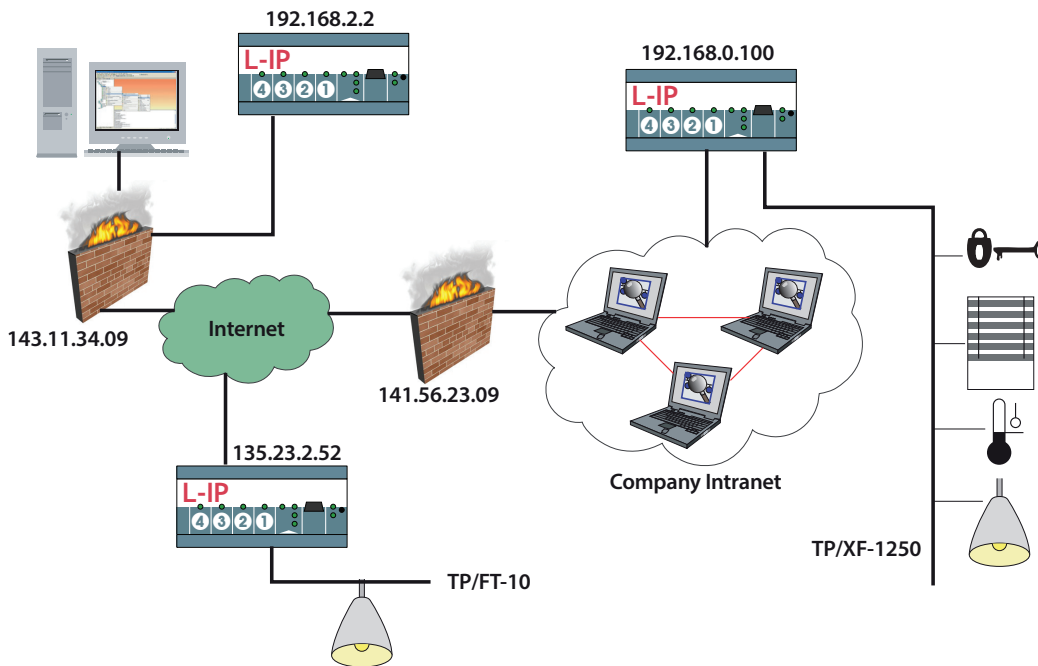 192.168.2.2
L-IP
4 3 2 1
192.168.0.100
L-IP
4 3 2 1
143.11.34.09
Internet
141.56.23.09
135.23.2.52
L-IP
4 3 2 1
Company Intranet
TP/XF-1250
TP/FT-10